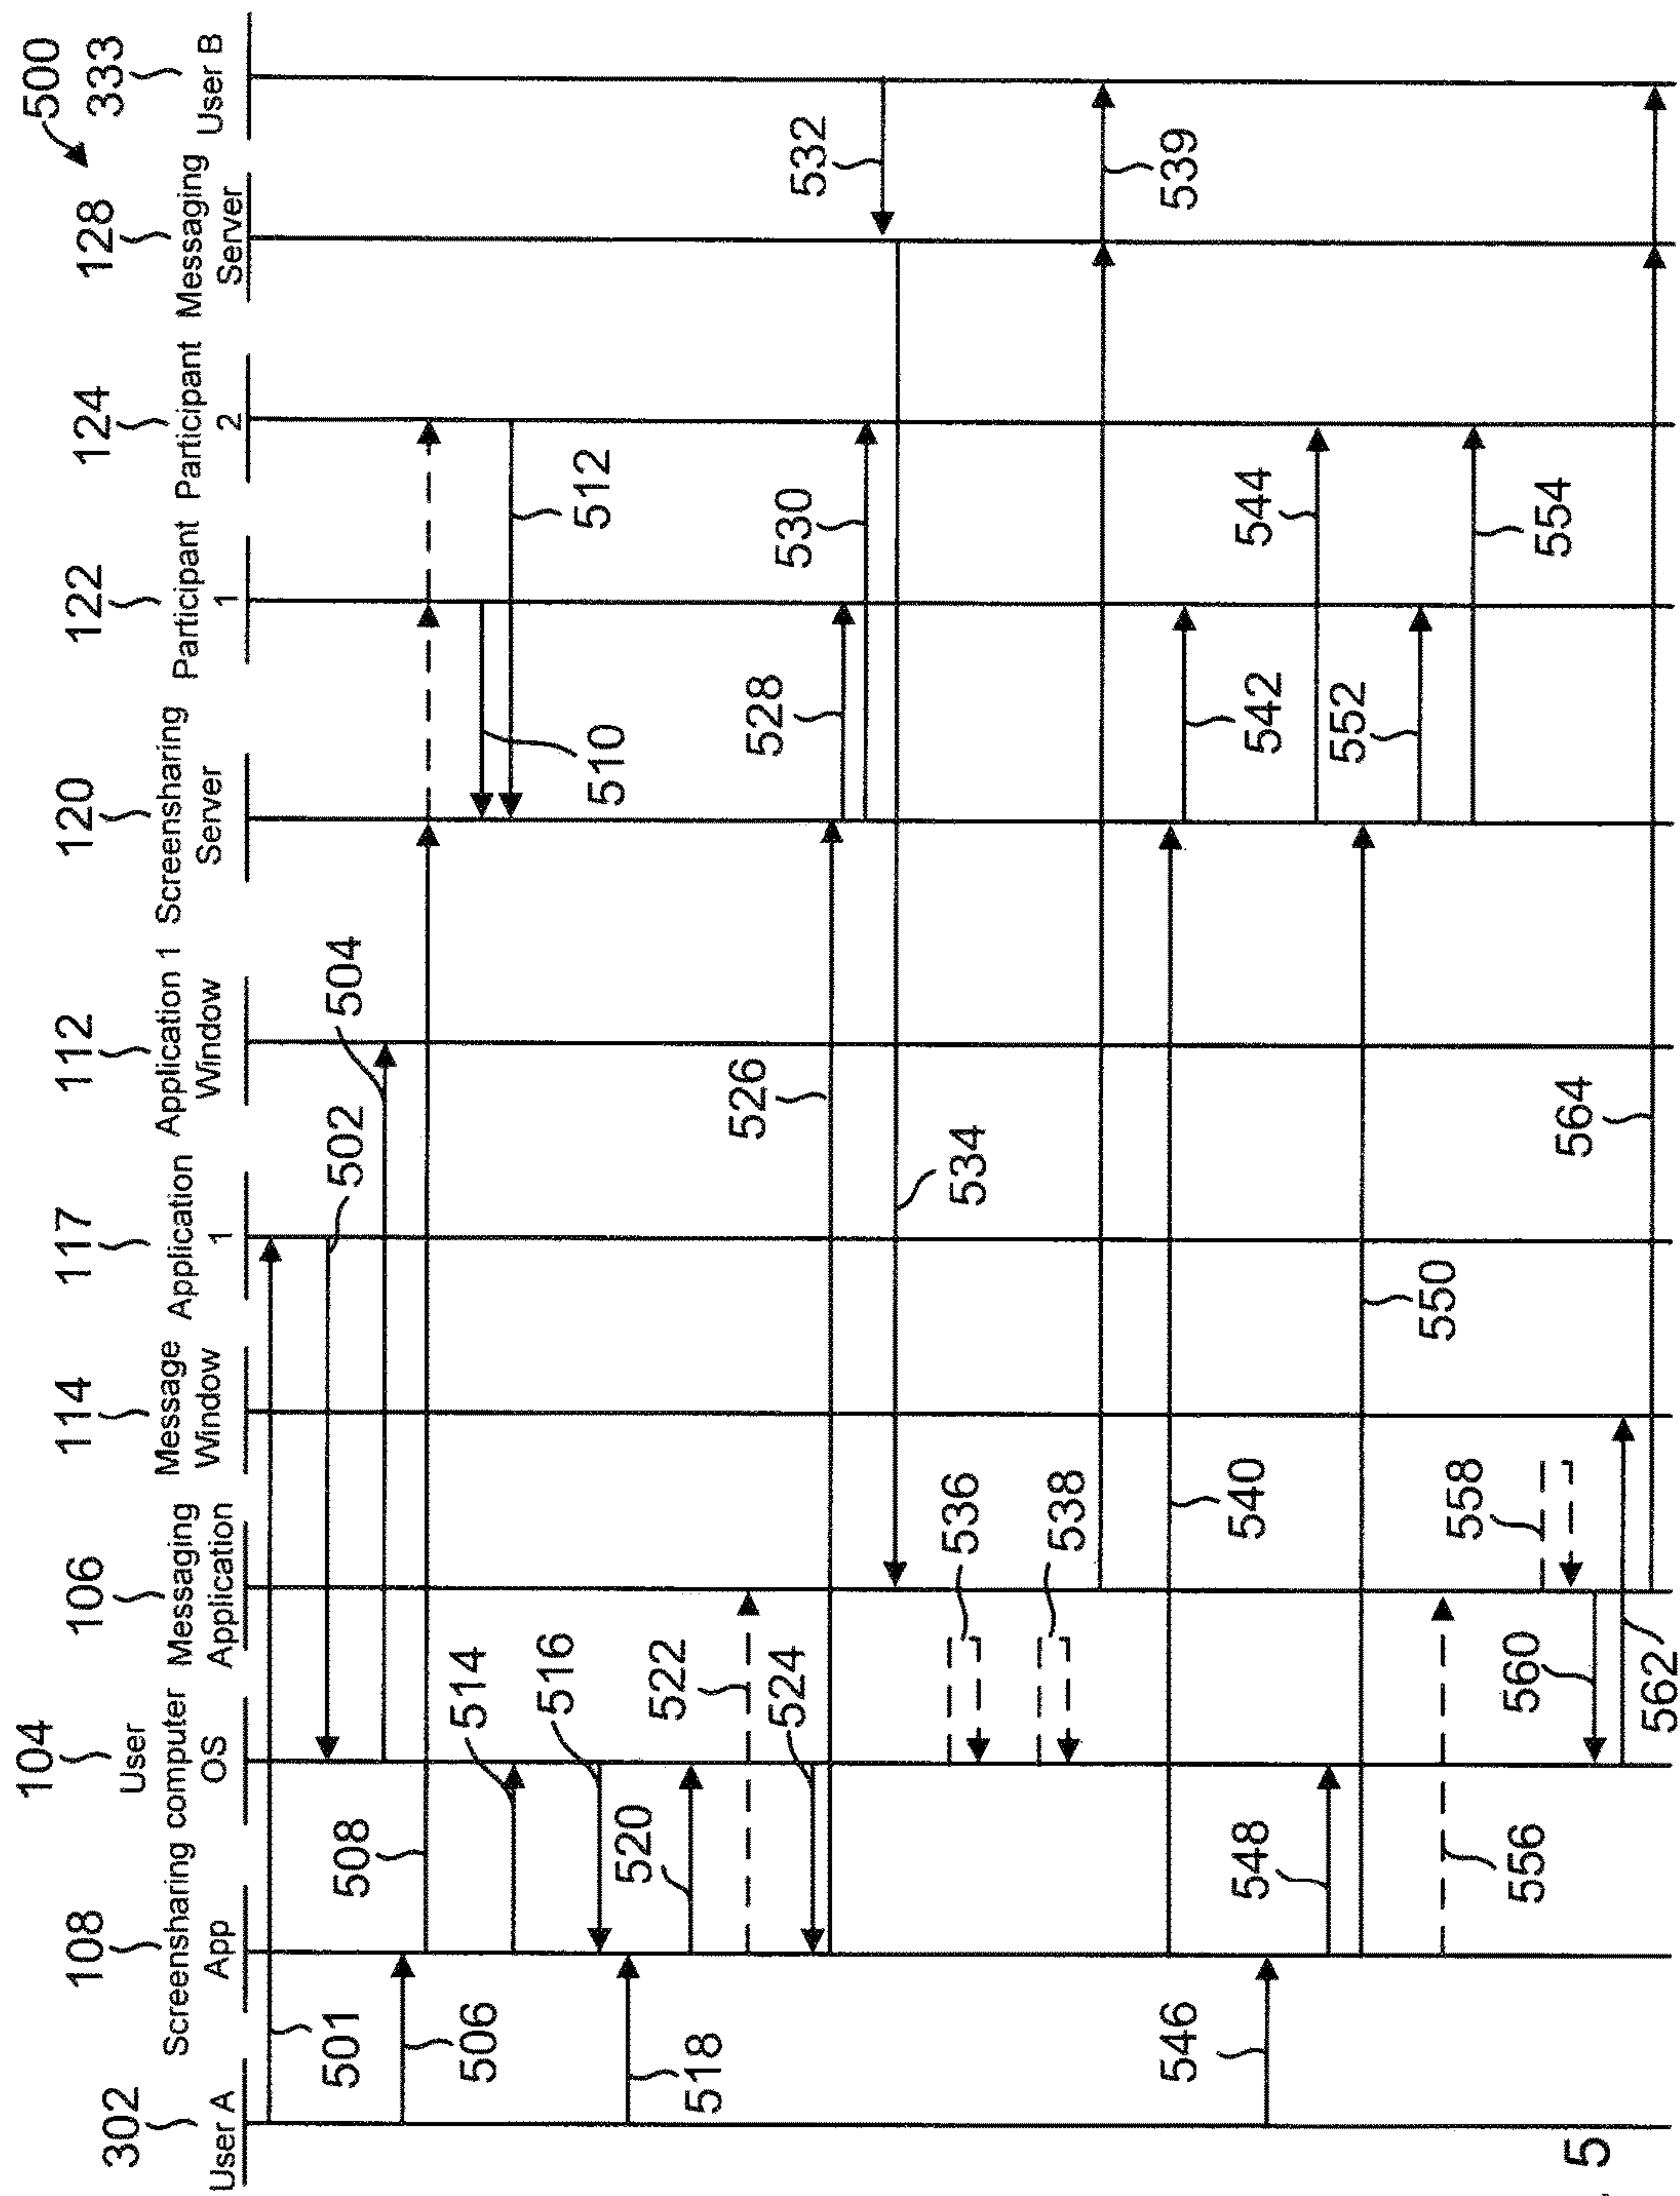 500
302
108
104
106
114
117
112
120
122
124
128
333
User A
Screensharing
App
User
computer
OS
Messaging
Application
Message
Window
Application
1
Application 1
Window
Screensharing
Server
Participant
1
Participant
2
Messaging
Server
User B
501
502
504
506
508
510
512
514
516
518
520
522
524
526
528
530
532
534
536
538
539
540
542
544
546
548
550
552
554
556
558
560
562
564
5